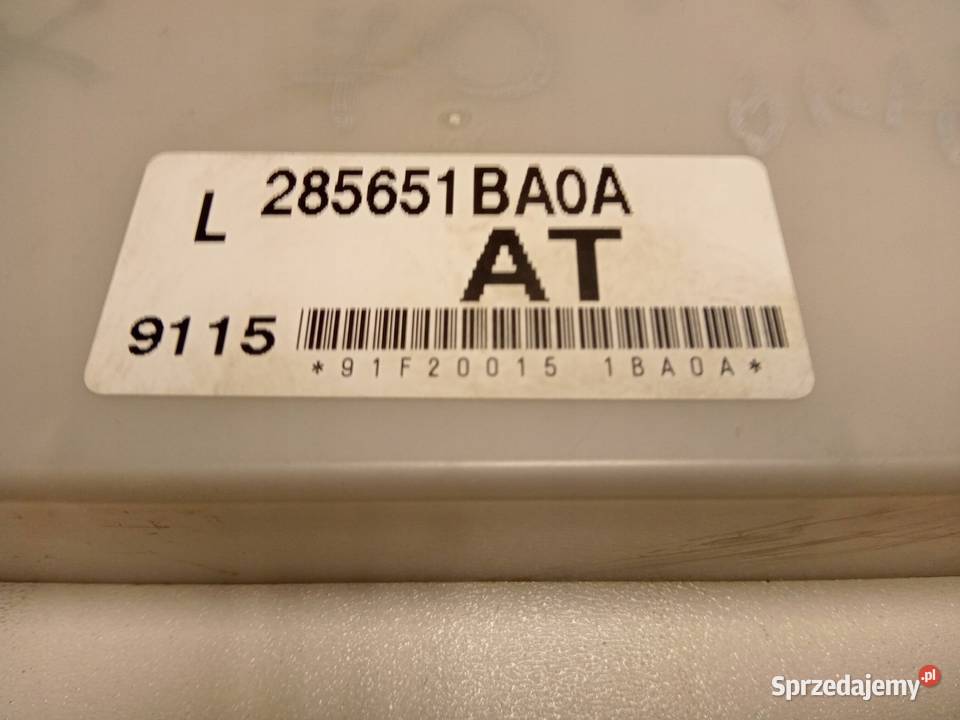 L 285651BA0A
AT
9115
*91F20015 1BA0A*
Sprzedajemy.pl